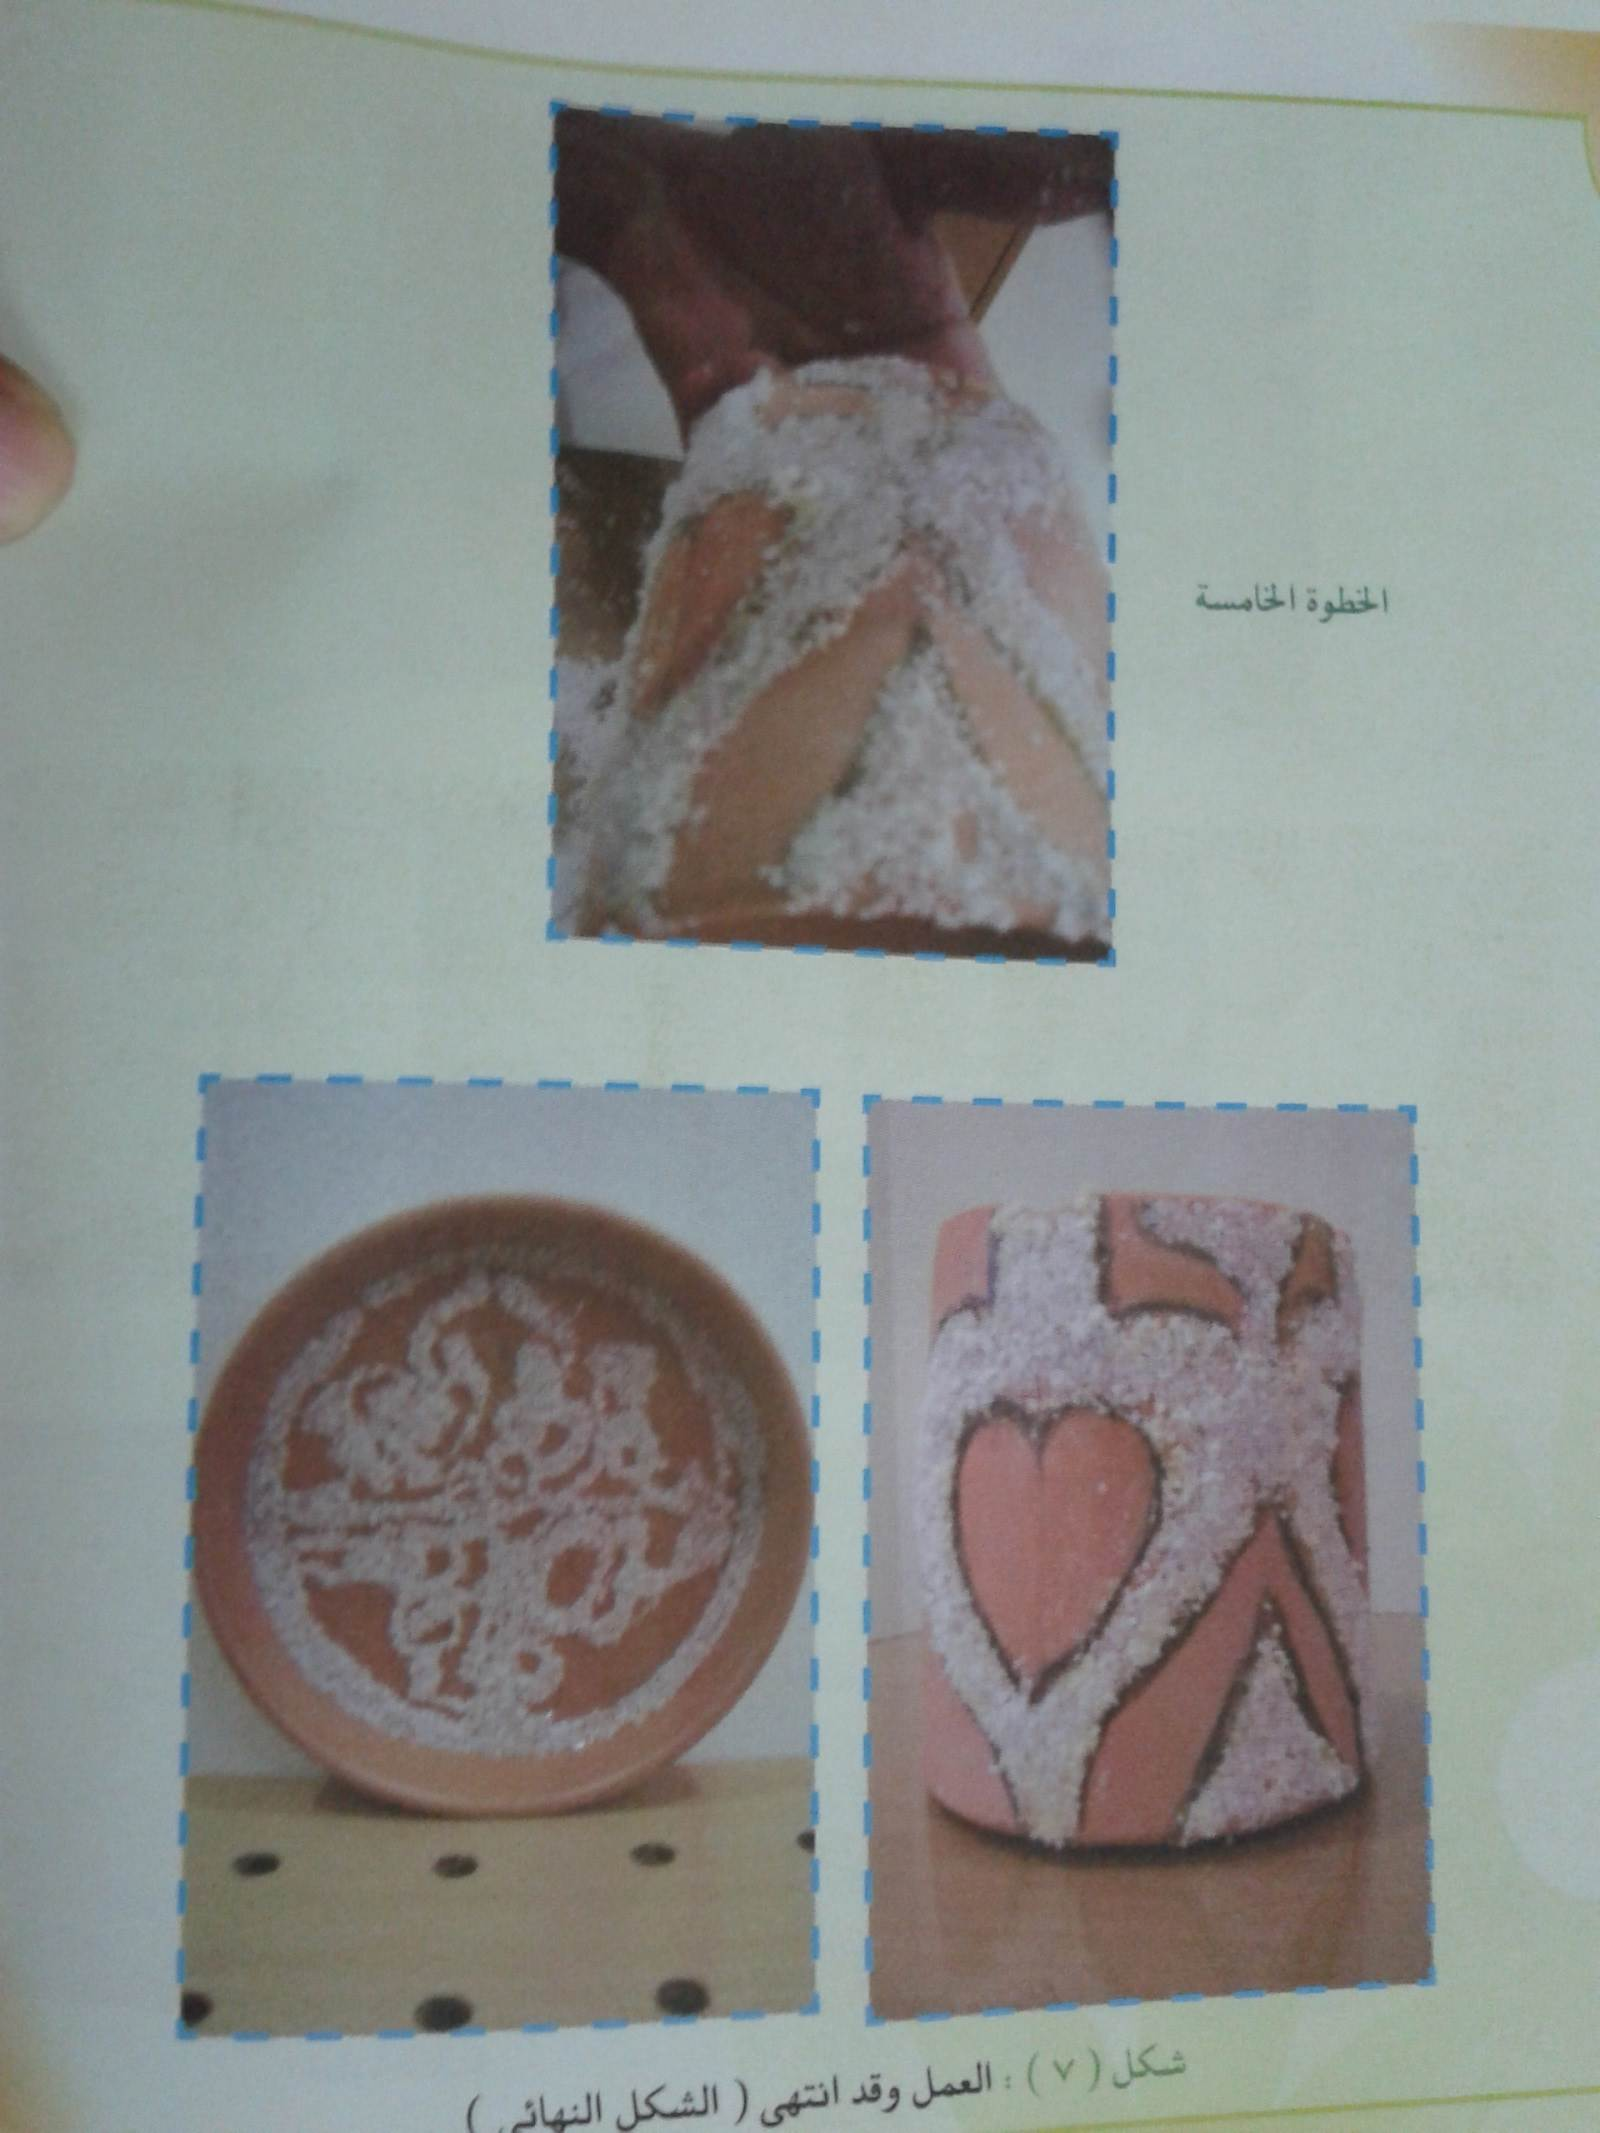 الخطوة الخامسة
شكل ( ٧ ) : العمل وقد انتهى ( الشكل النهائي )